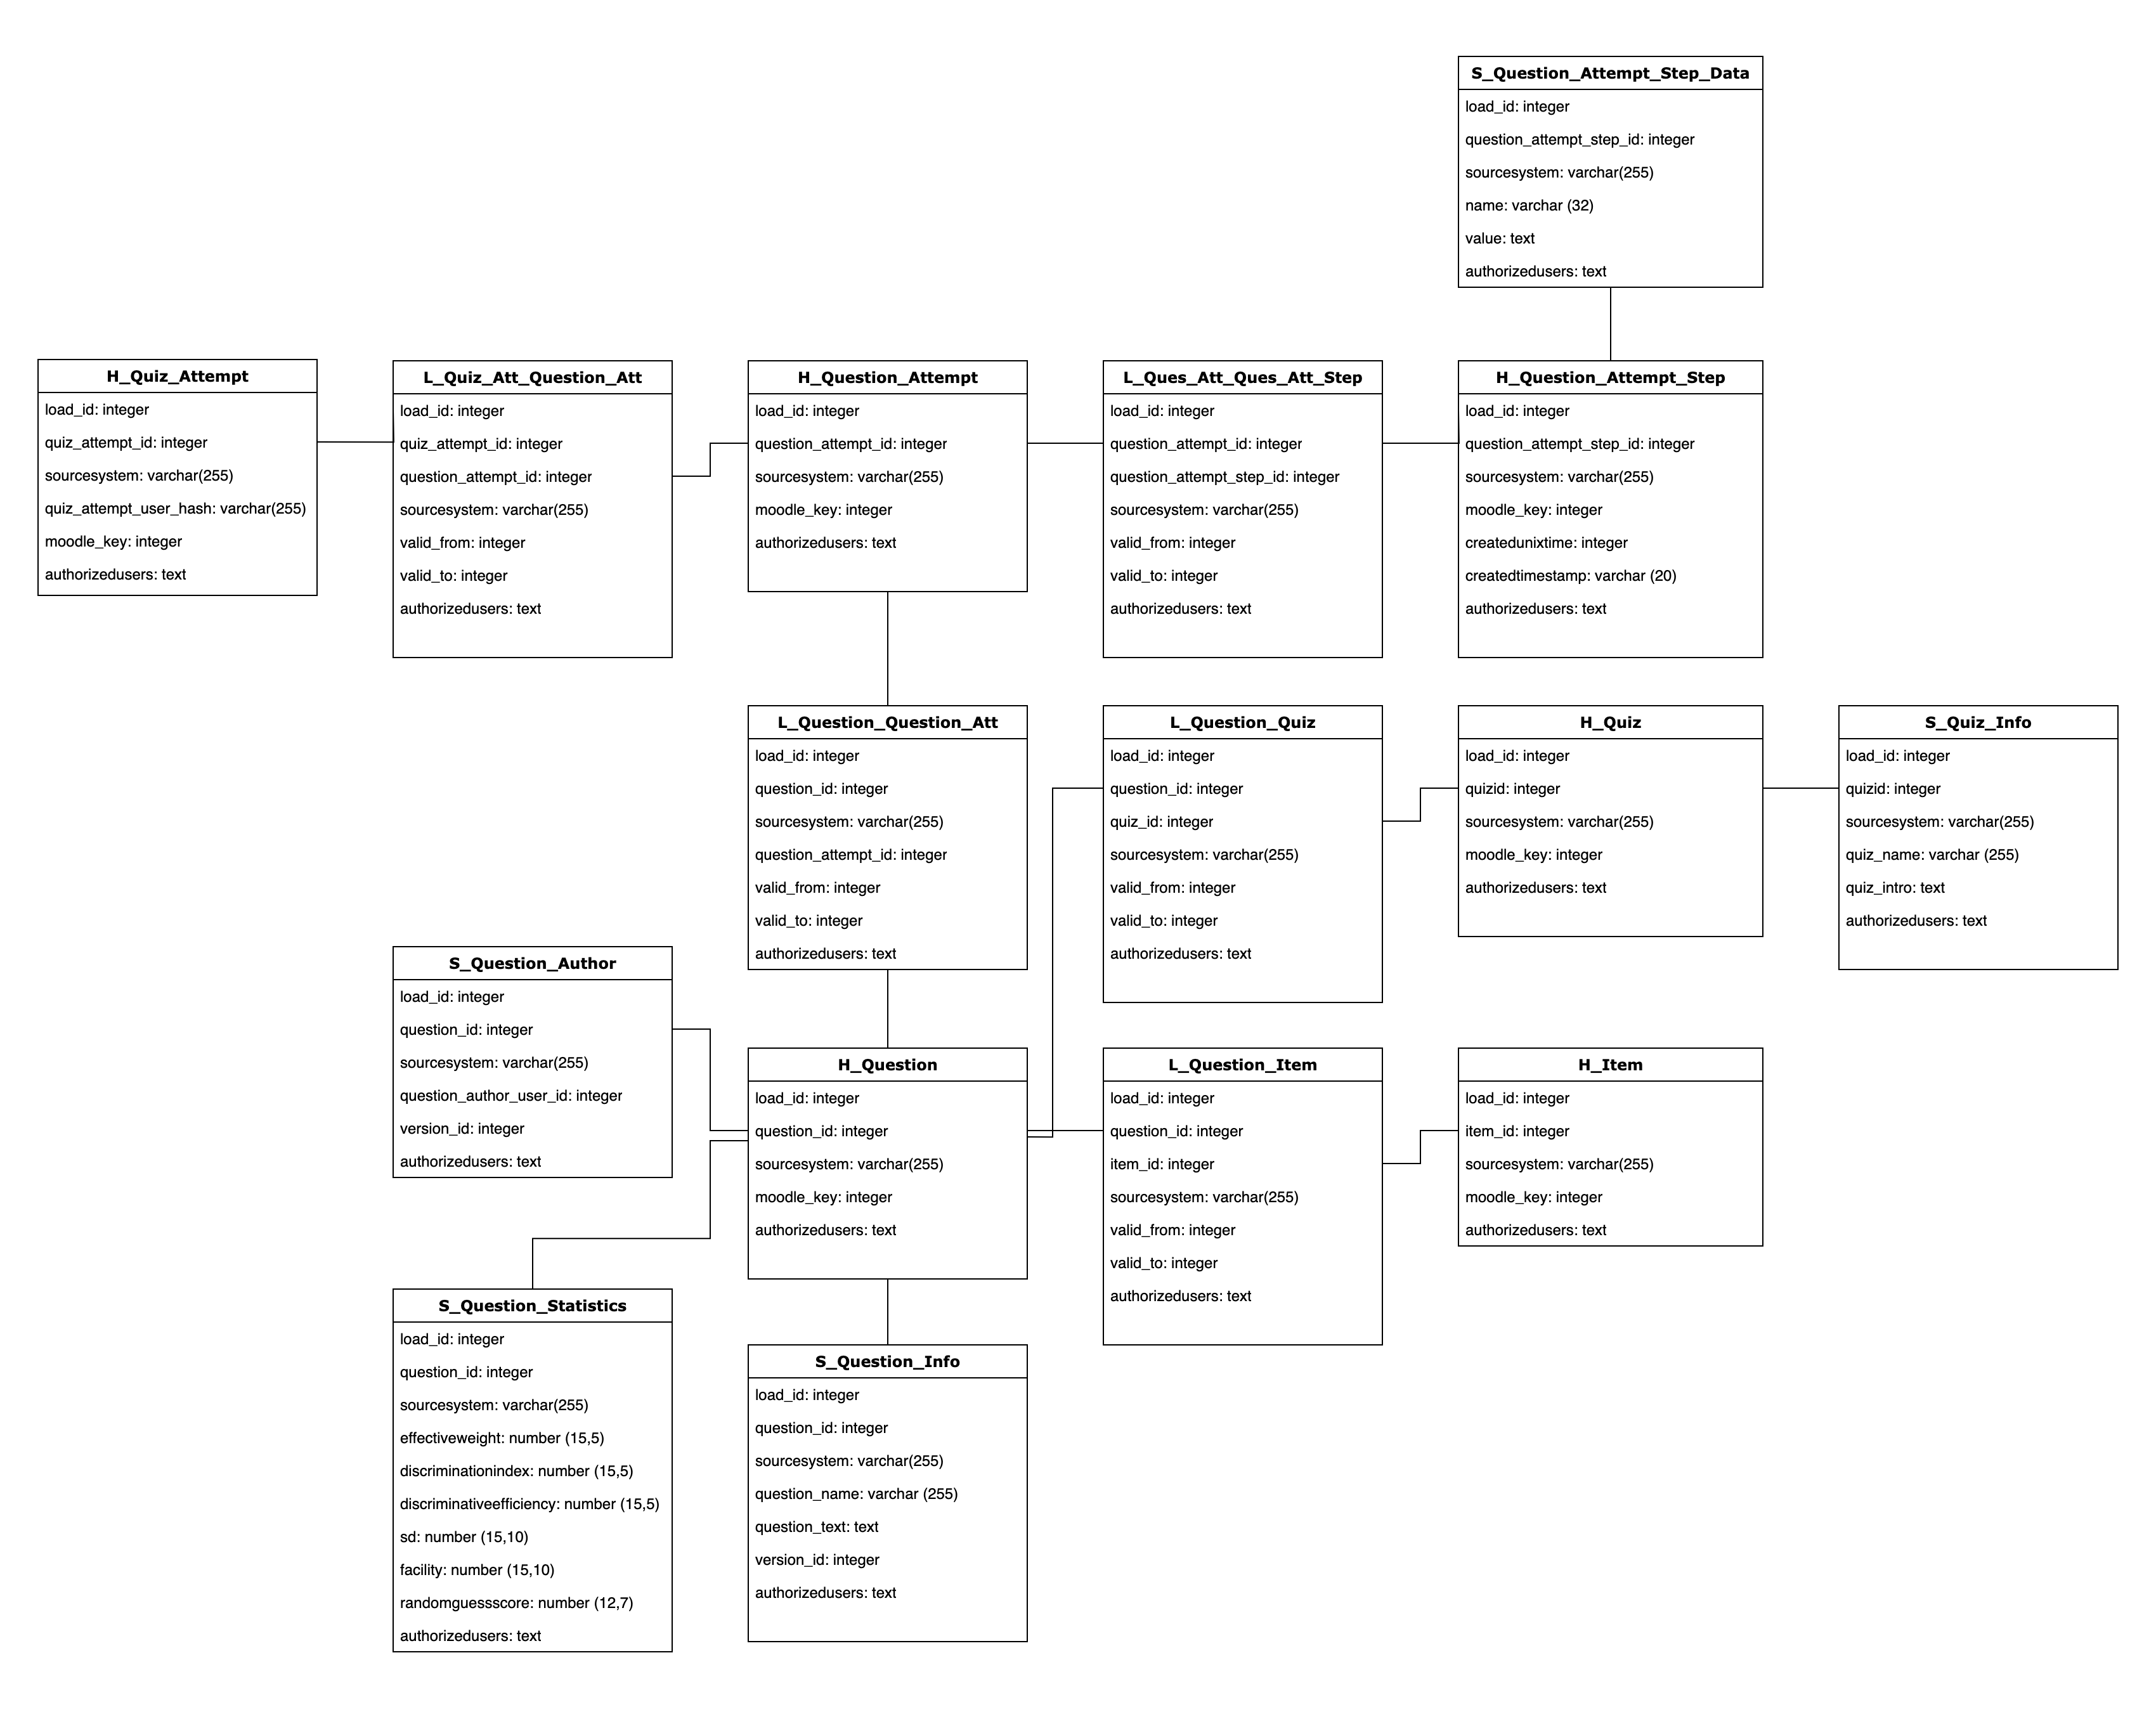 S_Question_Attempt_Step_Data
load_id: integer
question_attempt_step_id: integer
sourcesystem: varchar(255)
name: varchar (32)
value: text
authorizedusers: text
H_Quiz_Attempt
load_id: integer
quiz_attempt_id: integer
sourcesystem: varchar(255)
quiz_attempt_user_hash: varchar(255)
moodle_key: integer
authorizedusers: text
L_Quiz_Att_Question_Att
load_id: integer
quiz_attempt_id: integer
question_attempt_id: integer
sourcesystem: varchar(255)
valid_from: integer
valid_to: integer
authorizedusers: text
H_Question_Attempt
load_id: integer
question_attempt_id: integer
sourcesystem: varchar(255)
moodle_key: integer
authorizedusers: text
L_Ques_Att_Ques_Att_Step
load_id: integer
question_attempt_id: integer
question_attempt_step_id: integer
sourcesystem: varchar(255)
valid_from: integer
valid_to: integer
authorizedusers: text
H_Question_Attempt_Step
load_id: integer
question_attempt_step_id: integer
sourcesystem: varchar(255)
moodle_key: integer
createdunixtime: integer
createdtimestamp: varchar (20)
authorizedusers: text
L_Question_Question_Att
load_id: integer
question_id: integer
sourcesystem: varchar(255)
question_attempt_id: integer
valid_from: integer
valid_to: integer
authorizedusers: text
L_Question_Quiz
load_id: integer
question_id: integer
quiz_id: integer
sourcesystem: varchar(255)
valid_from: integer
valid_to: integer
authorizedusers: text
H_Quiz
load_id: integer
quizid: integer
sourcesystem: varchar(255)
moodle_key: integer
authorizedusers: text
S_Quiz_Info
load_id: integer
quizid: integer
sourcesystem: varchar(255)
quiz_name: varchar (255)
quiz_intro: text
authorizedusers: text
S_Question_Author
load_id: integer
question_id: integer
sourcesystem: varchar(255)
question_author_user_id: integer
version_id: integer
authorizedusers: text
H_Question
load_id: integer
question_id: integer
sourcesystem: varchar(255)
moodle_key: integer
authorizedusers: text
L_Question_Item
load_id: integer
question_id: integer
item_id: integer
sourcesystem: varchar(255)
valid_from: integer
valid_to: integer
authorizedusers: text
H_Item
load_id: integer
item_id: integer
sourcesystem: varchar(255)
moodle_key: integer
authorizedusers: text
S_Question_Statistics
load_id: integer
question_id: integer
sourcesystem: varchar(255)
effectiveweight: number (15,5)
discriminationindex: number (15,5)
discriminativeefficiency: number (15,5)
sd: number (15,10)
facility: number (15,10)
randomguessscore: number (12,7)
authorizedusers: text
S_Question_Info
load_id: integer
question_id: integer
sourcesystem: varchar(255)
question_name: varchar (255)
question_text: text
version_id: integer
authorizedusers: text